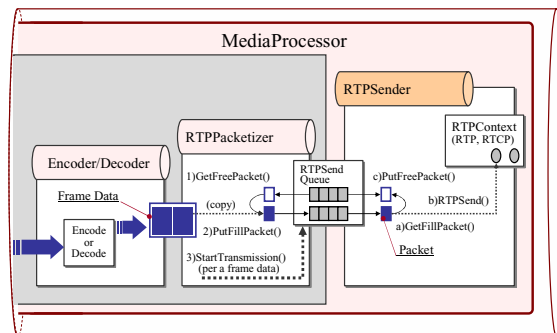 MediaProcessor
RTPSender
RTPContext
(RTP, RTCP)
RTPPacketizer
Encoder/Decoder
RTPSend
Queue
1)GetFreePacket()
c)PutFreePacket()
Frame Data
(copy)
b)RTPSend()
Encode
or
Decode
2)PutFillPacket()
a)GetFillPacket()
Packet
3)StartTransmission()
(per a frame data)